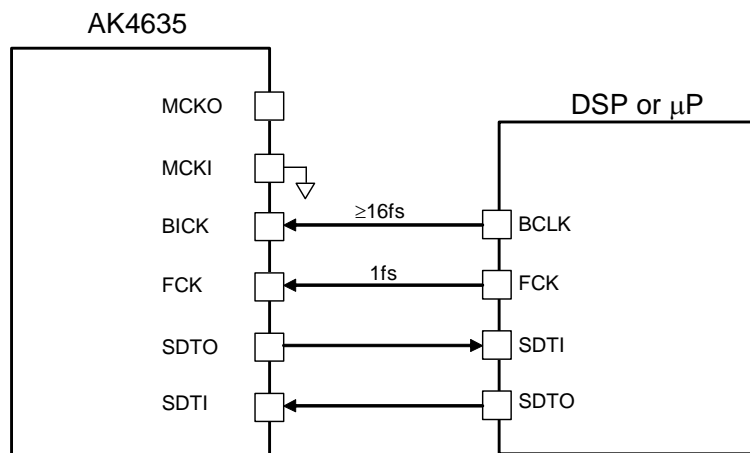 AK4635
DSP or μP
MCKO
MCKI
BICK
≥16fs
BCLK
FCK
1fs
FCK
SDTO
SDTI
SDTI
SDTO